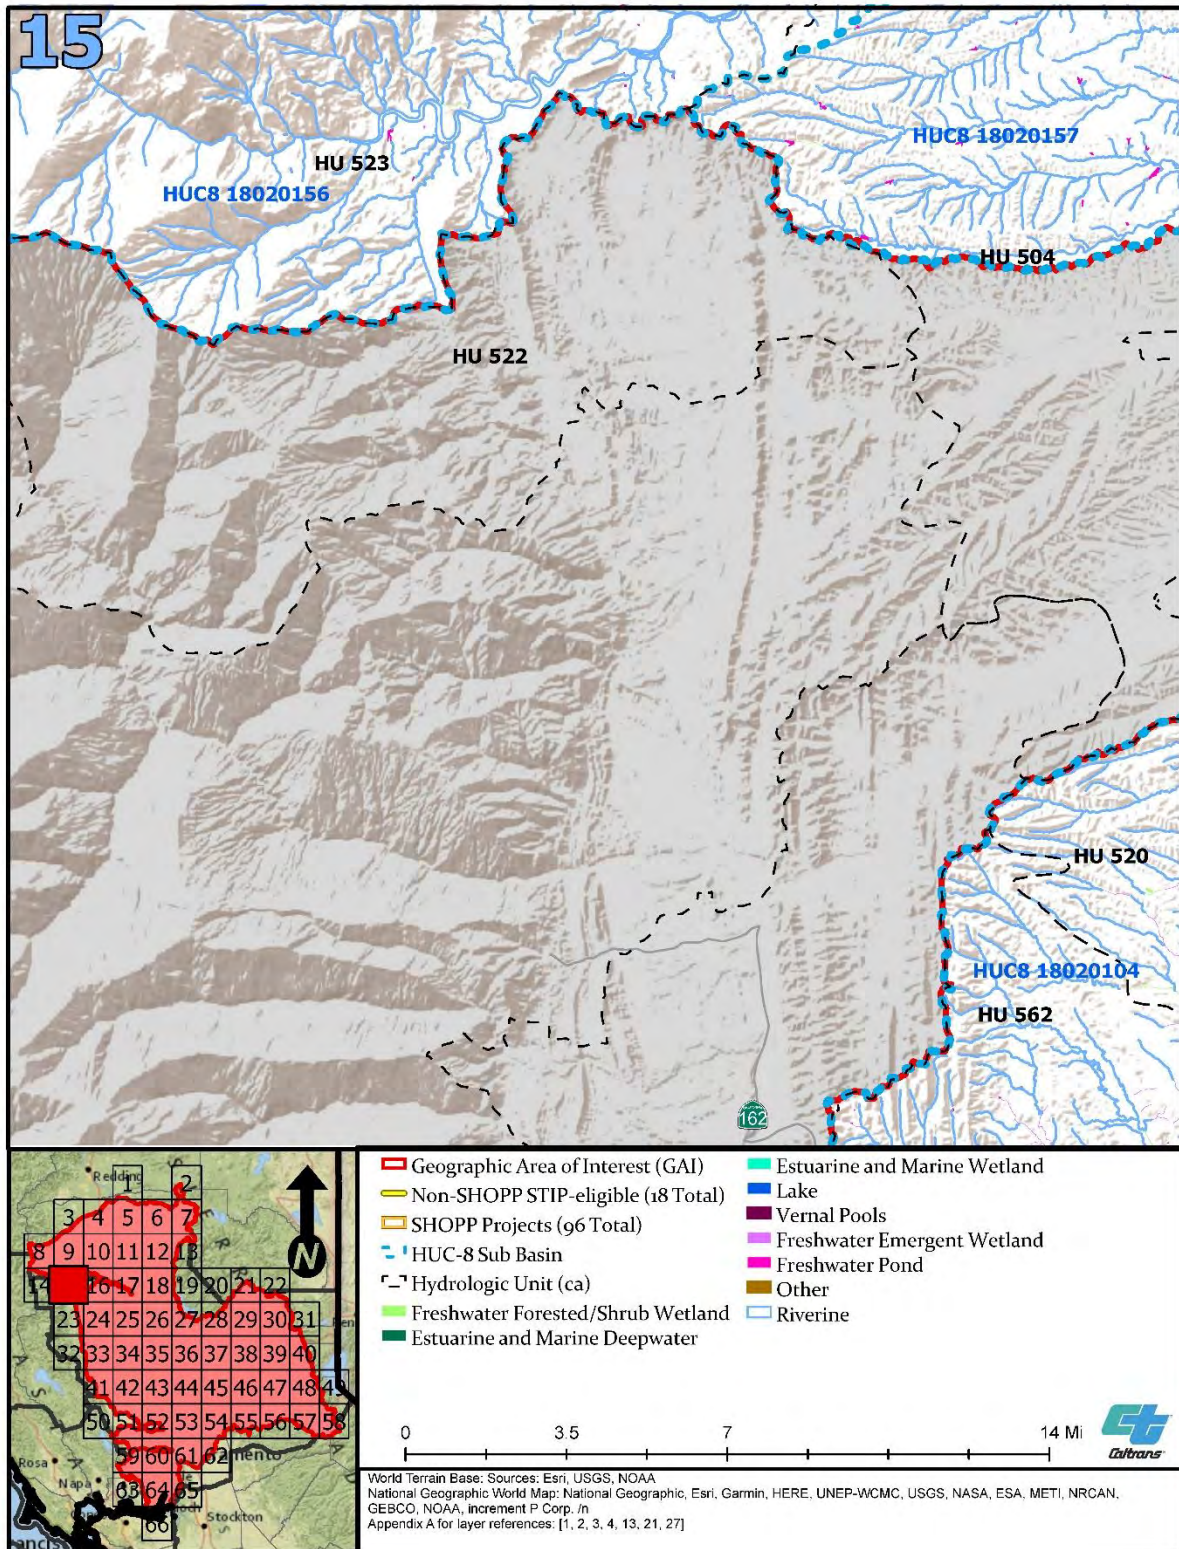 15
HUC8 18020157
HU 523
HUC8 18020156
HU 504
HU 522
HU 520
HUC8 18020104
HU 562
162
Geographic Area of Interest (GAI)
Non-SHOPP STIP-eligible (18 Total)
SHOPP Projects (96 Total)
HUC-8 Sub Basin
Hydrologic Unit (ca)
Freshwater Forested/Shrub Wetland
Estuarine and Marine Deepwater
Estuarine and Marine Wetland
Lake
Vernal Pools
Freshwater Emergent Wetland
Freshwater Pond
Other
Riverine
0 3.5 7 14 Mi
Caltrans
World Terrain Base: Sources: Esri, USGS, NOAA
National Geographic World Map: National Geographic, Esri, Garmin, HERE, UNEP-WCMC, USGS, NASA, ESA, METI, NRCAN,
GEBCO, NOAA, increment P Corp. /n
Appendix A for layer references: [1, 2, 3, 4, 13, 21, 27]
Redding
N
1 2
3 4 5 6 7
8 9 10 11 12 13
14 16 17 18 19 20 21 22
23 24 25 26 27 28 29 30 31
32 33 34 35 36 37 38 39 40
41 42 43 44 45 46 47 48 49
50 51 52 53 54 55 56 57 58
59 60 61 62 amento
Rosa
Napa
63 64 65
66
Stockton
ancis